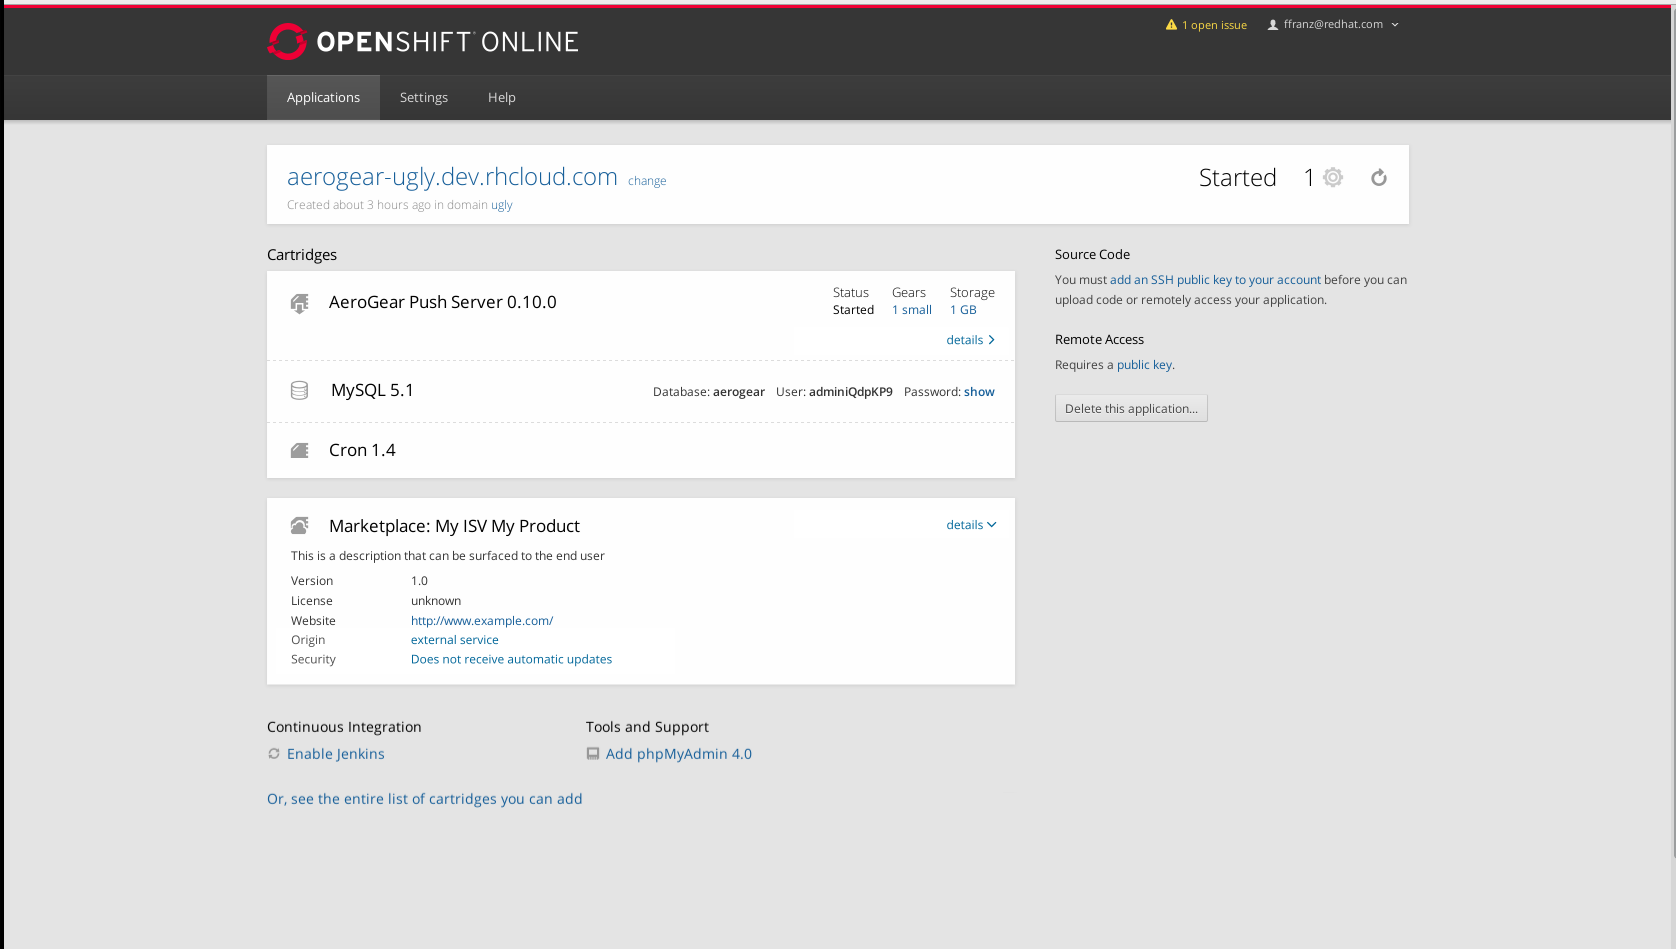 OPENSHIFT ONLINE
1 open issue
ffranz@redhat.com
Applications Settings Help
aerogear-ugly.dev.rhcloud.com change
Started 1
Created about 3 hours ago in domain ugly
Cartridges
AeroGear Push Server 0.10.0
Status Gears Storage
Started 1 small 1 GB
details
MySQL 5.1
Database: aerogear User: adminiQdpKP9 Password: show
Cron 1.4
Marketplace: My ISV My Product
details
This is a description that can be surfaced to the end user
Version 1.0
License unknown
Website http://www.example.com/
Origin external service
Security Does not receive automatic updates
Continuous Integration
Enable Jenkins
Tools and Support
Add phpMyAdmin 4.0
Or, see the entire list of cartridges you can add
Source Code
You must add an SSH public key to your account before you can
upload code or remotely access your application.
Remote Access
Requires a public key.
Delete this application...